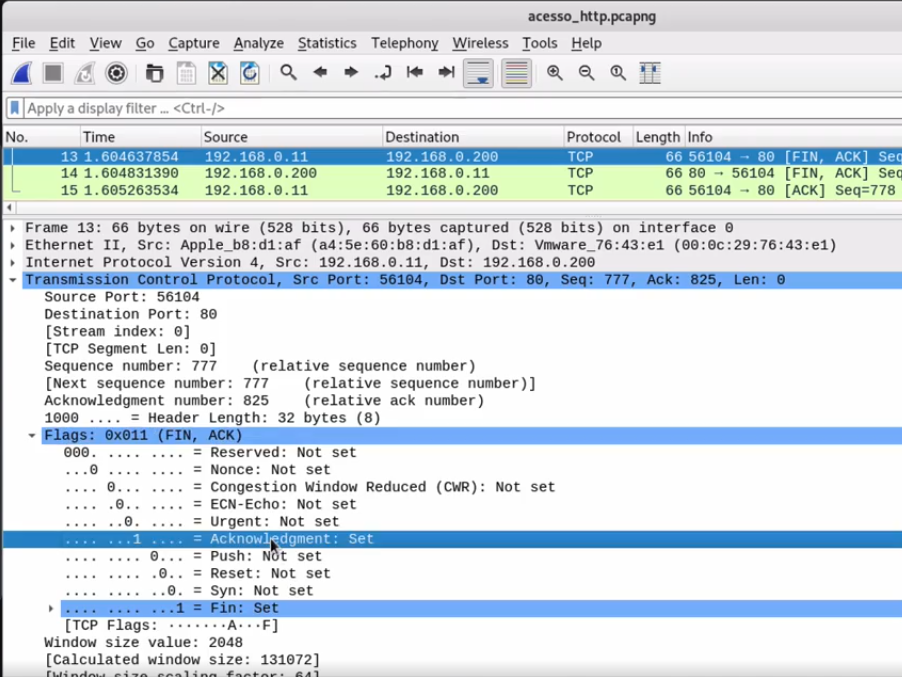 acesso_http.pcapng
File Edit View Go Capture Analyze Statistics Telephony Wireless Tools Help
Apply a display filter ... <Ctrl-/>
No. Time Source Destination Protocol Length Info
13 1.604637854 192.168.0.11 192.168.0.200 TCP 66 56104 → 80 [FIN, ACK] Seq
14 1.604831390 192.168.0.200 192.168.0.11 TCP 66 80 → 56104 [FIN, ACK] Seq
15 1.605263534 192.168.0.11 192.168.0.200 TCP 66 56104 → 80 [ACK] Seq=778
Frame 13: 66 bytes on wire (528 bits), 66 bytes captured (528 bits) on interface 0
Ethernet II, Src: Apple_b8:d1:af (a4:5e:60:b8:d1:af), Dst: Vmware_76:43:e1 (00:0c:29:76:43:e1)
Internet Protocol Version 4, Src: 192.168.0.11, Dst: 192.168.0.200
Transmission Control Protocol, Src Port: 56104, Dst Port: 80, Seq: 777, Ack: 825, Len: 0
Source Port: 56104
Destination Port: 80
[Stream index: 0]
[TCP Segment Len: 0]
Sequence number: 777    (relative sequence number)
[Next sequence number: 777    (relative sequence number)]
Acknowledgment number: 825    (relative ack number)
1000 .... = Header Length: 32 bytes (8)
Flags: 0x011 (FIN, ACK)
000. .... .... = Reserved: Not set
...0 .... .... = Nonce: Not set
.... 0... .... = Congestion Window Reduced (CWR): Not set
.... .0.. .... = ECN-Echo: Not set
.... ..0. .... = Urgent: Not set
.... ...1 .... = Acknowledgment: Set
.... .... 0... = Push: Not set
.... .... .0.. = Reset: Not set
.... .... ..0. = Syn: Not set
.... .... ...1 = Fin: Set
[TCP Flags: ·······A···F]
Window size value: 2048
[Calculated window size: 131072]
[Window size scaling factor: 64]